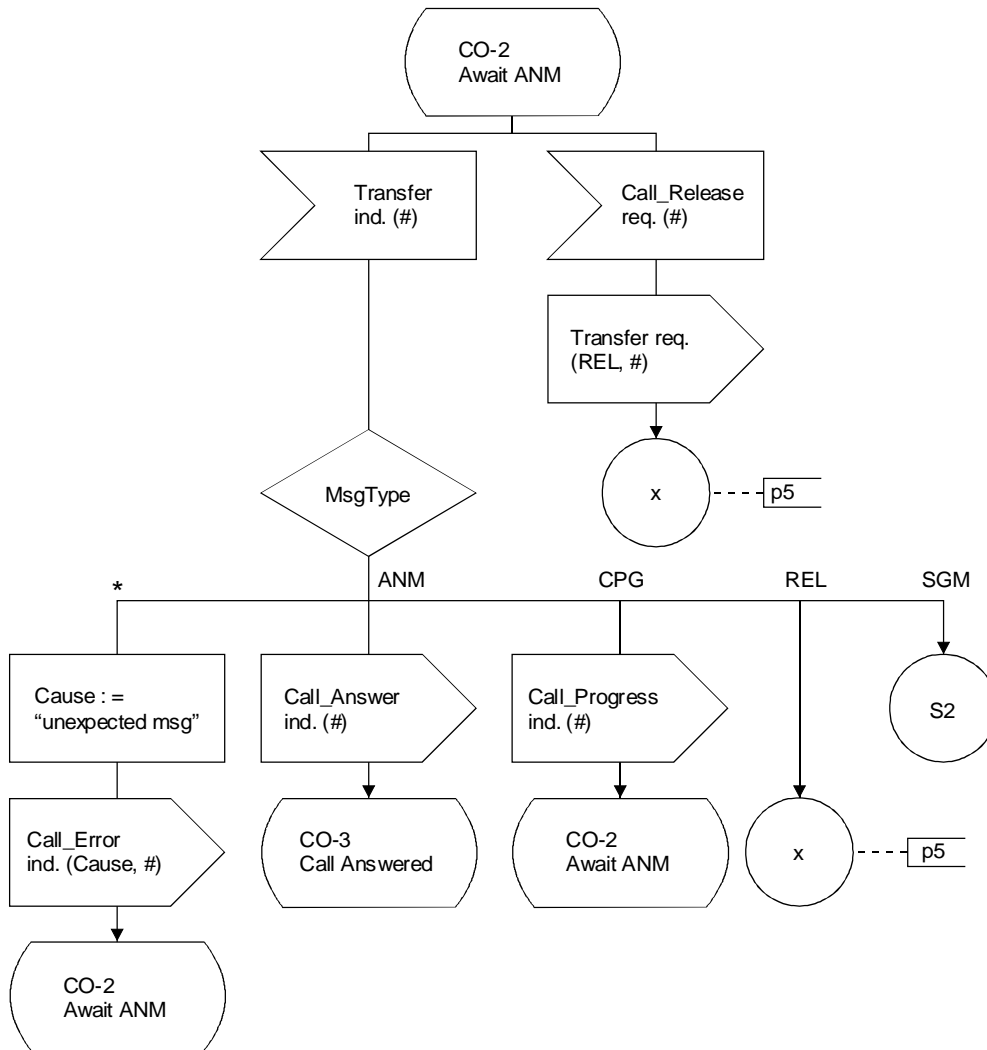 CO-2
Await ANM
Transfer
ind. (#)
Call_Release
req. (#)
Transfer req.
(REL, #)
MsgType
x
p5
*
ANM
CPG
REL
SGM
Cause : =
“unexpected msg”
Call_Answer
ind. (#)
Call_Progress
ind. (#)
S2
Call_Error
ind. (Cause, #)
CO-3
Call Answered
CO-2
Await ANM
x
p5
CO-2
Await ANM